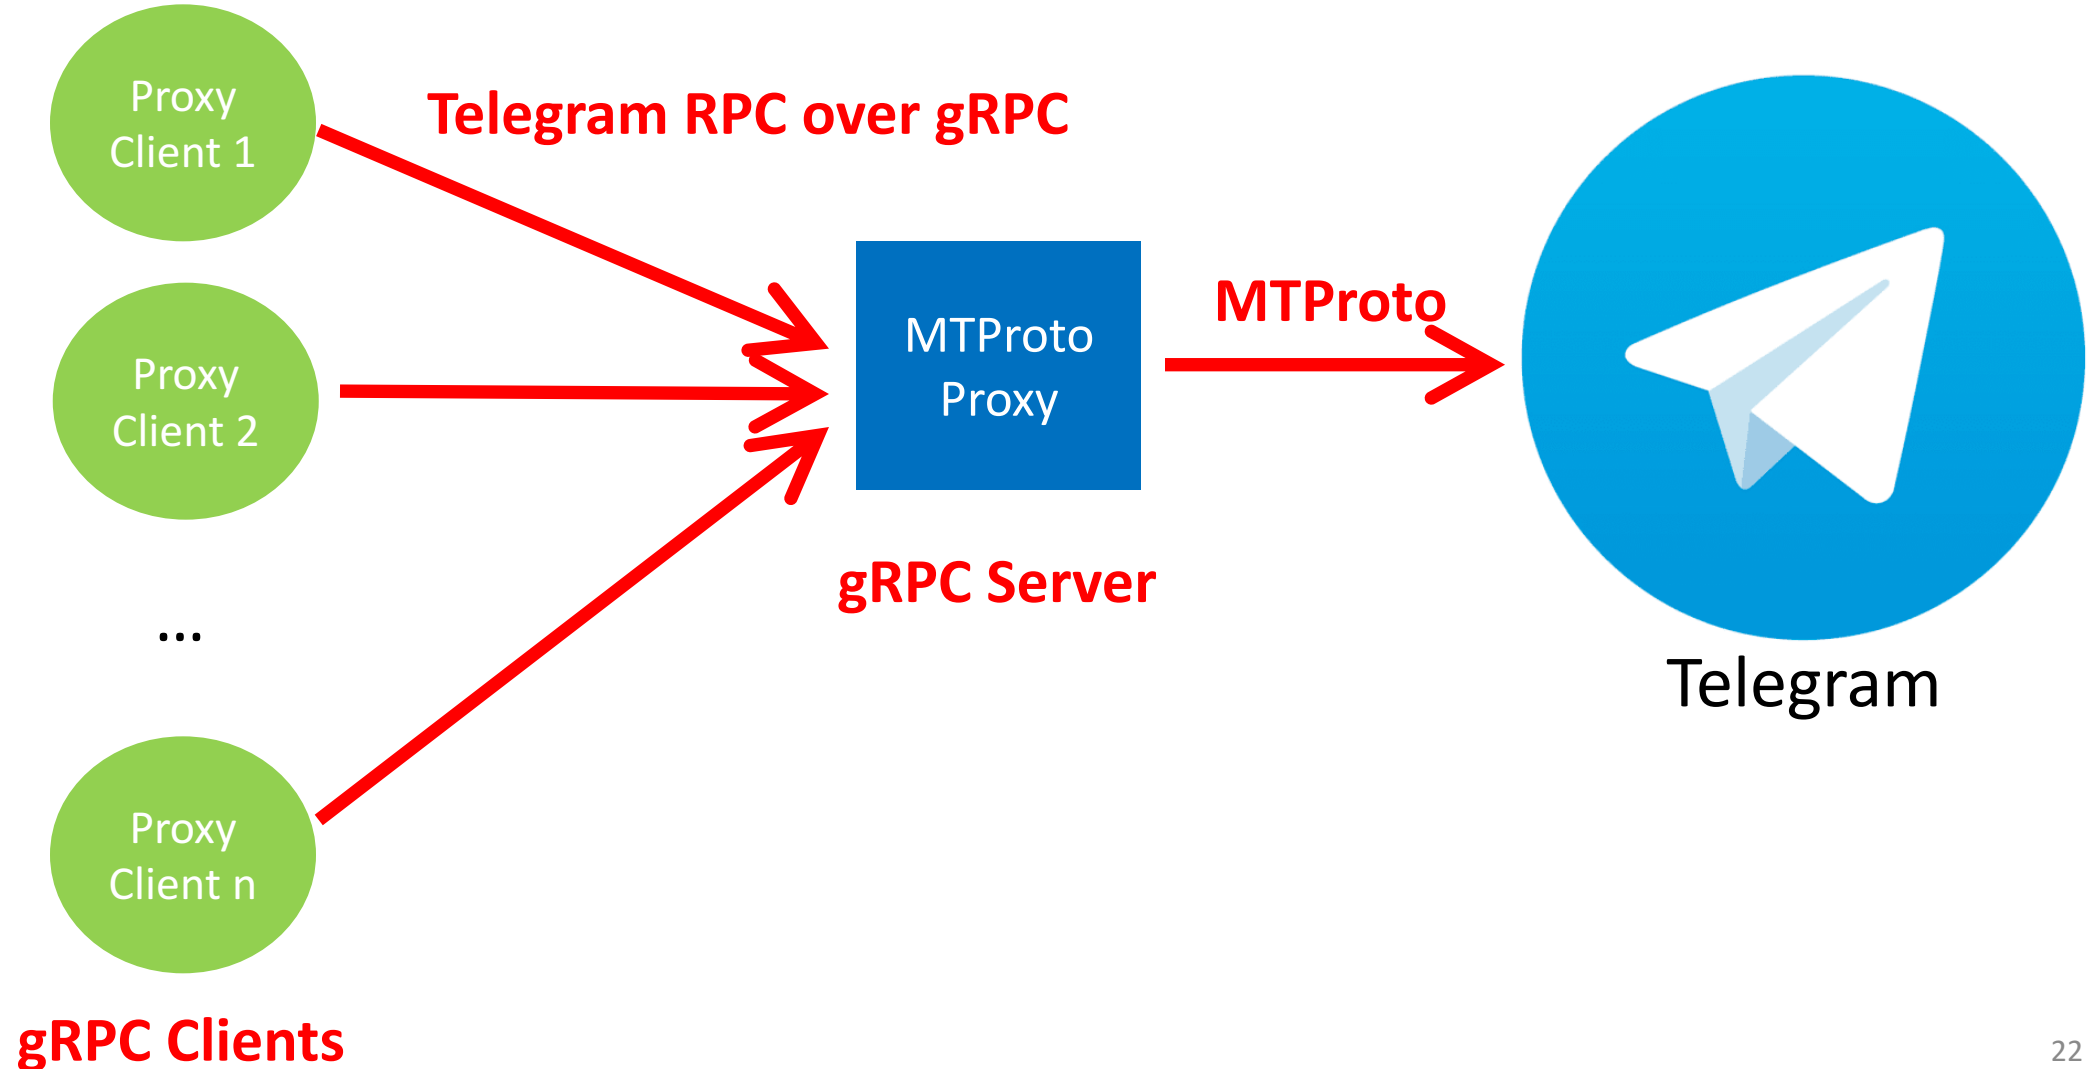 Proxy
Client 1
Telegram RPC over gRPC
Proxy
Client 2
MTProto
Proxy
MTProto
gRPC Server
...
Telegram
Proxy
Client n
gRPC Clients
22